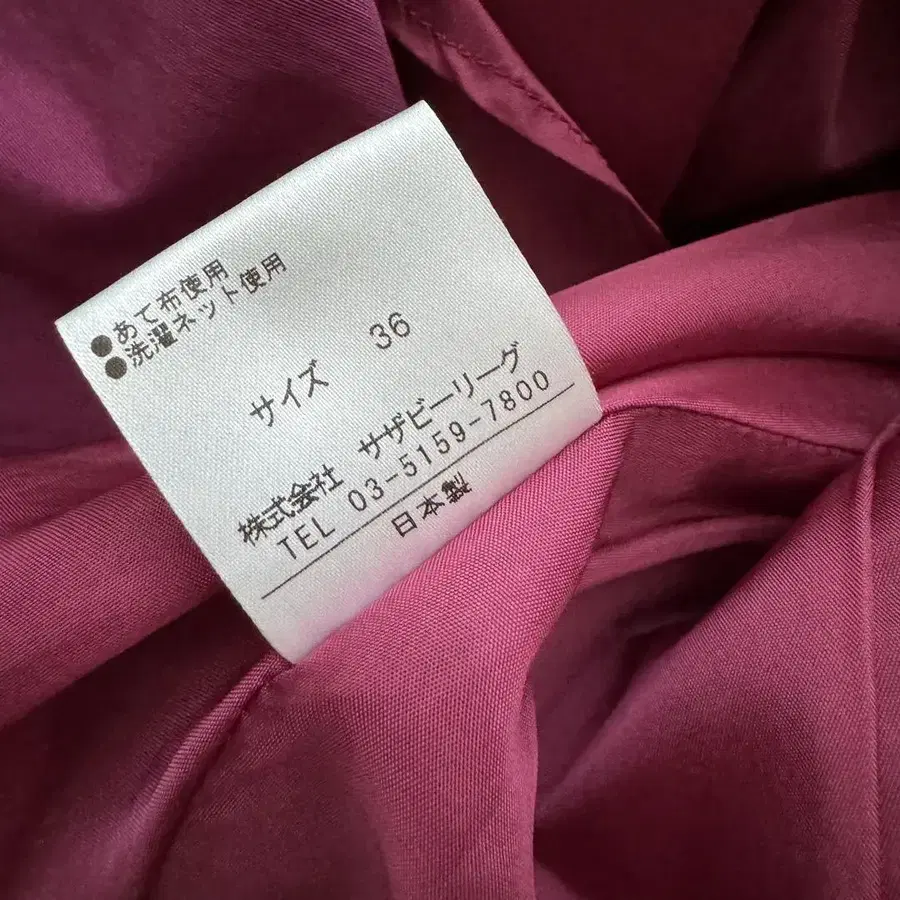 ●あて布使用
●洗濯ネット使用
サイズ 36
株式会社 サザビーリーグ
TEL 03-5159-7800
日本製